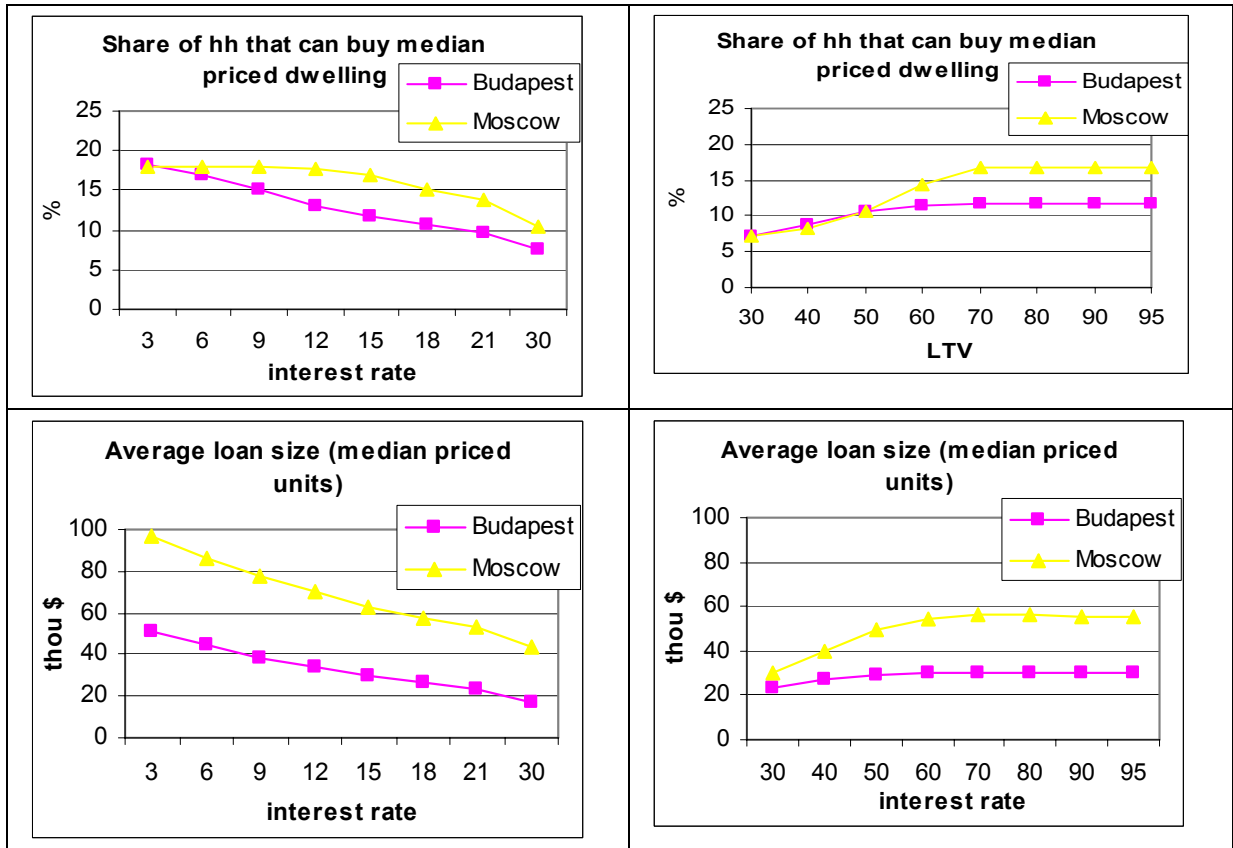 Share of hh that can buy median
priced dwelling
Budapest
Moscow
25
20
15
10
5
0
%
3 6 9 12 15 18 21 30
interest rate
Share of hh that can buy median
priced dwelling
Budapest
Moscow
25
20
15
10
5
0
%
30 40 50 60 70 80 90 95
LTV
Average loan size (median priced
units)
Budapest
Moscow
100
80
60
40
20
0
thou $
3 6 9 12 15 18 21 30
interest rate
Average loan size (median priced
units)
Budapest
Moscow
100
80
60
40
20
0
thou $
30 40 50 60 70 80 90 95
interest rate